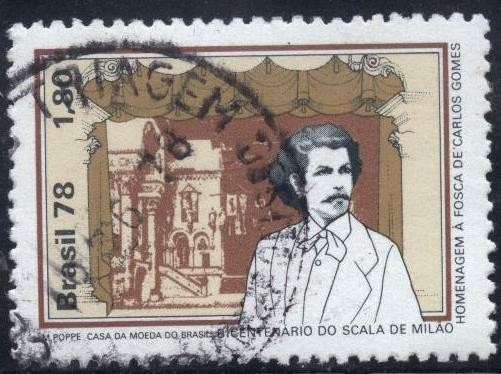 Brasil 78 1,80
HOMENAGEM À FOSCA DE CARLOS GOMES
BICENTENARIO DO SCALA DE MILÃO
M POPPE CASA DA MOEDA DO BRASIL